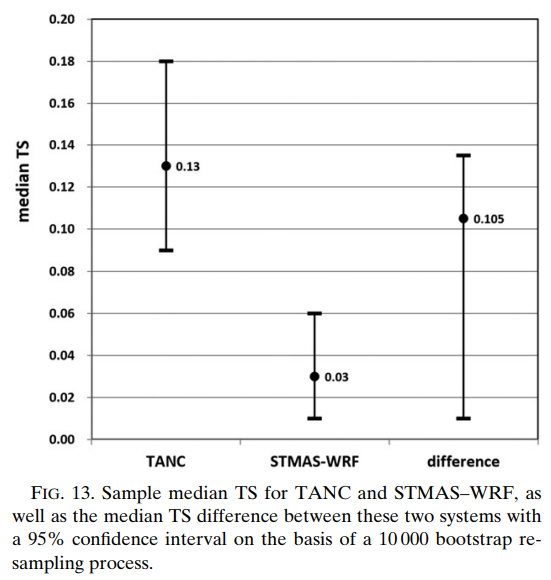 0.20
0.18
0.16
0.14
0.12
0.10
0.08
0.06
0.04
0.02
0.00
median TS
0.13
0.03
0.105
TANC
STMAS-WRF
difference
FIG. 13. Sample median TS for TANC and STMAS–WRF, as
well as the median TS difference between these two systems with
a 95% confidence interval on the basis of a 10 000 bootstrap re-
sampling process.